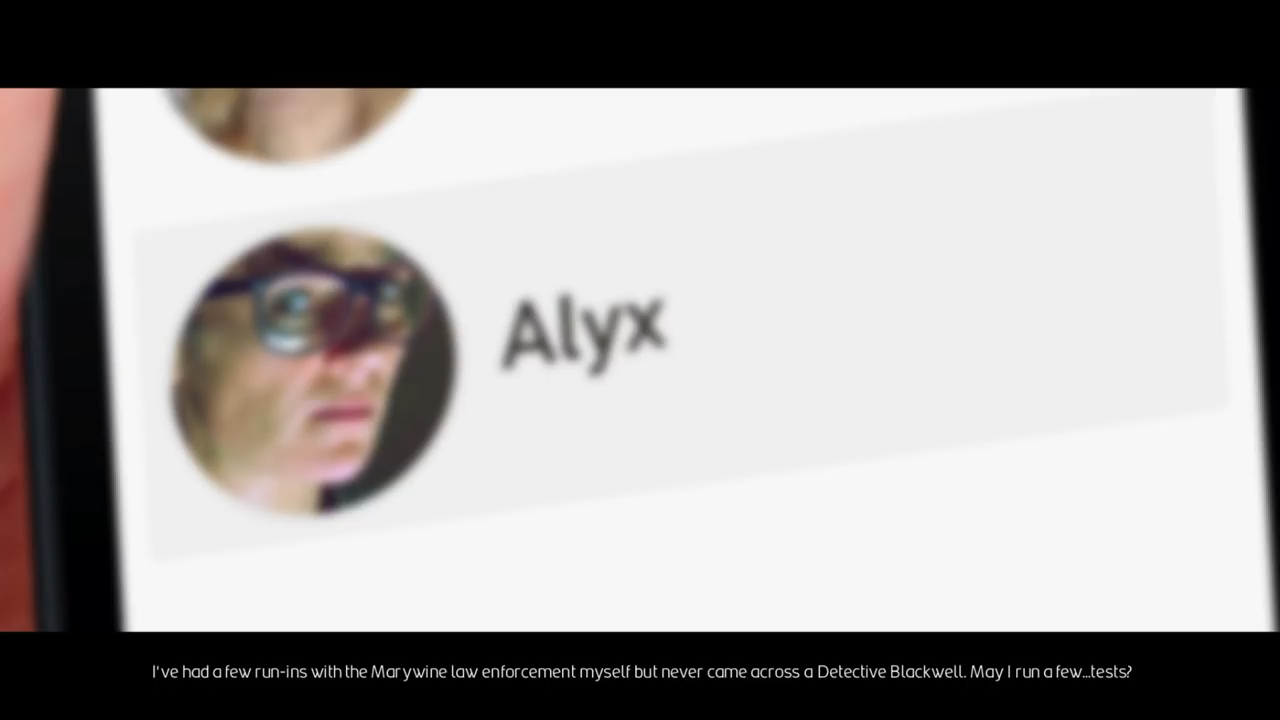 Alyx
I've had a few run-ins with the Marywine law enforcement myself but never came across a Detective Blackwell. May I run a few...tests?